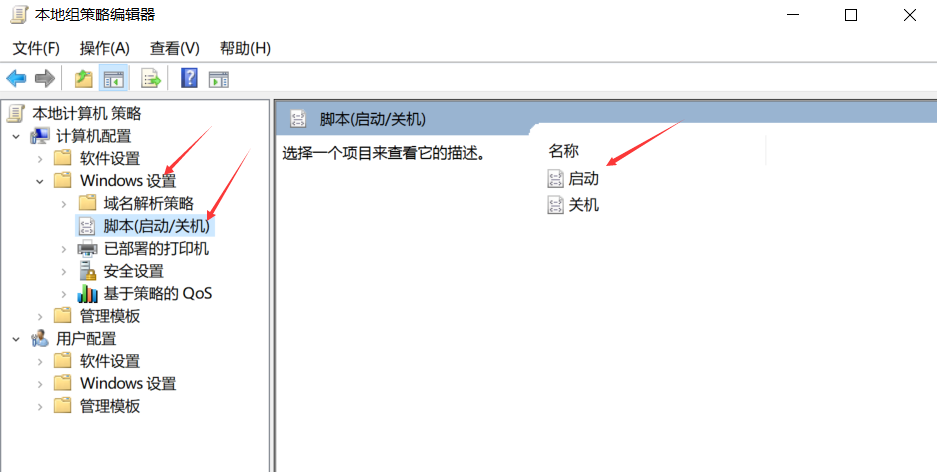 本地组策略编辑器
文件(F) 操作(A) 查看(V) 帮助(H)
本地计算机 策略
计算机配置
软件设置
Windows 设置
域名解析策略
脚本(启动/关机)
已部署的打印机
安全设置
基于策略的 QoS
管理模板
用户配置
软件设置
Windows 设置
管理模板
脚本(启动/关机)
选择一个项目来查看它的描述。
名称
启动
关机